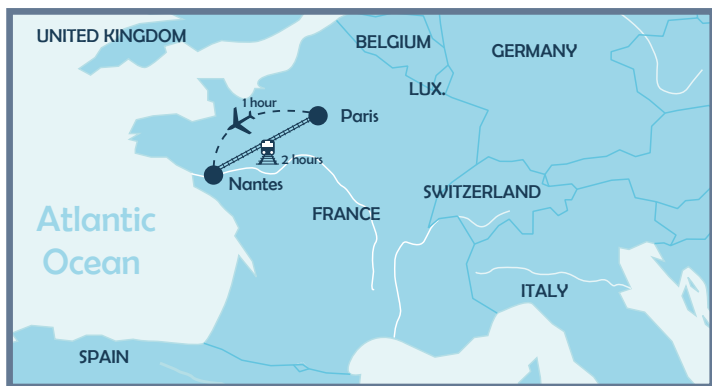 UNITED KINGDOM
BELGIUM
GERMANY
LUX.
1 hour
Paris
2 hours
Nantes
SWITZERLAND
FRANCE
Atlantic
Ocean
ITALY
SPAIN